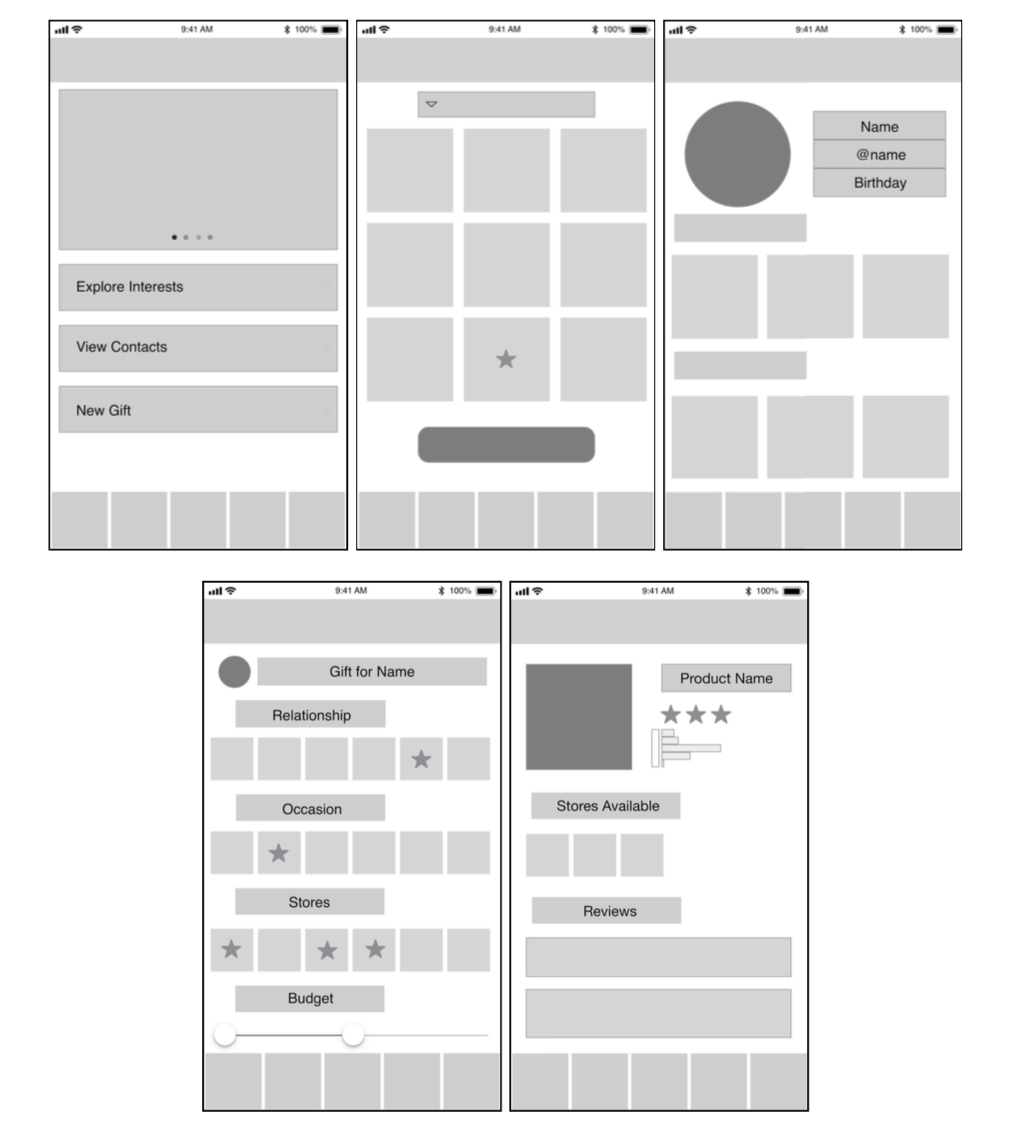 9:41 AM 100%
Explore Interests
View Contacts
New Gift
9:41 AM 100%
9:41 AM 100%
Name
@name
Birthday
9:41 AM 100%
Gift for Name
Relationship
Occasion
Stores
Budget
9:41 AM 100%
Product Name
Stores Available
Reviews